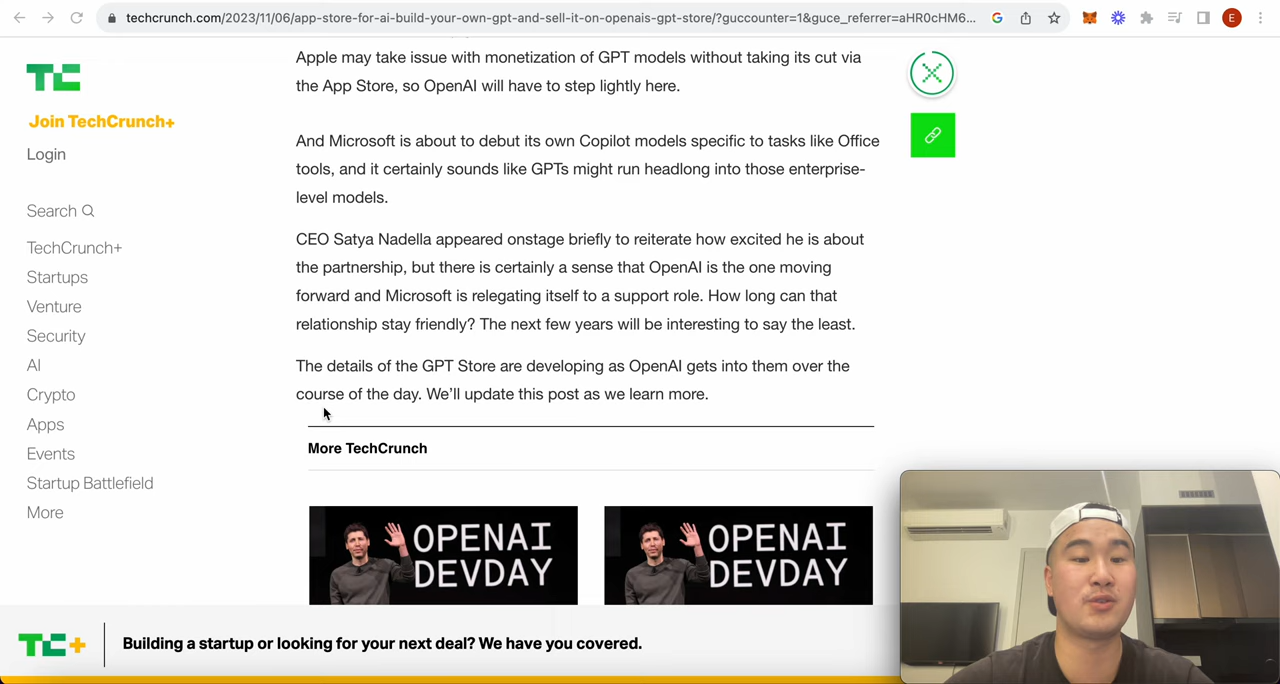 techcrunch.com/2023/11/06/app-store-for-ai-build-your-own-gpt-and-sell-it-on-openais-gpt-store/?guccounter=1&guce_referrer=aHR0cHM6...
E
TC
Join TechCrunch+
Login
Search
TechCrunch+
Startups
Venture
Security
AI
Crypto
Apps
Events
Startup Battlefield
More
Apple may take issue with monetization of GPT models without taking its cut via
the App Store, so OpenAI will have to step lightly here.
And Microsoft is about to debut its own Copilot models specific to tasks like Office
tools, and it certainly sounds like GPTs might run headlong into those enterprise-
level models.
CEO Satya Nadella appeared onstage briefly to reiterate how excited he is about
the partnership, but there is certainly a sense that OpenAI is the one moving
forward and Microsoft is relegating itself to a support role. How long can that
relationship stay friendly? The next few years will be interesting to say the least.
The details of the GPT Store are developing as OpenAI gets into them over the
course of the day. We’ll update this post as we learn more.
More TechCrunch
OPENAI
DEVDAY
OPENAI
DEVDAY
TC+
Building a startup or looking for your next deal? We have you covered.